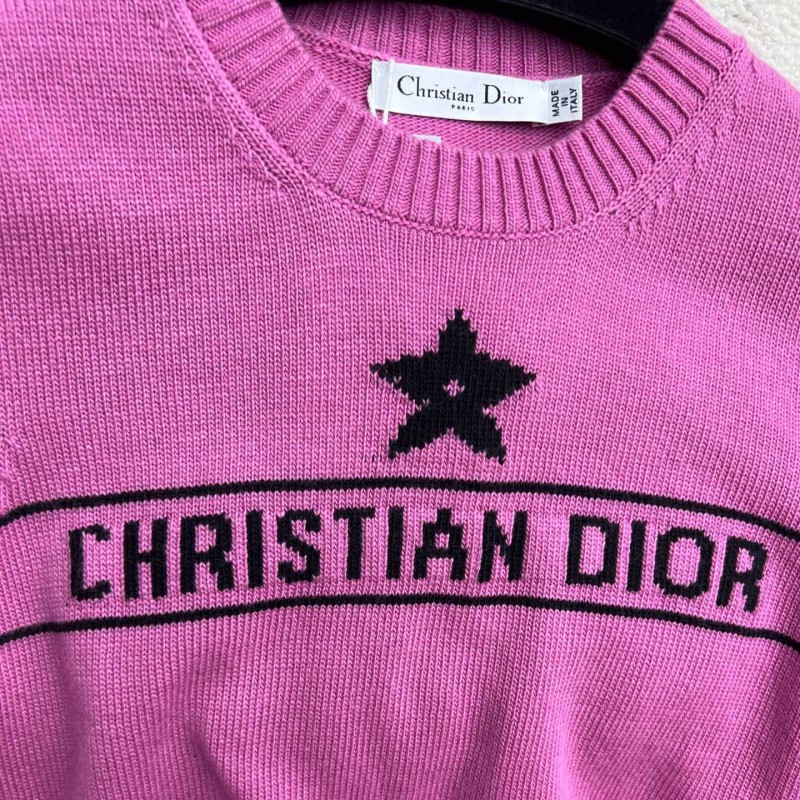 Christian Dior
PARIS
MADE
IN
ITALY
CHRISTIAN DIOR